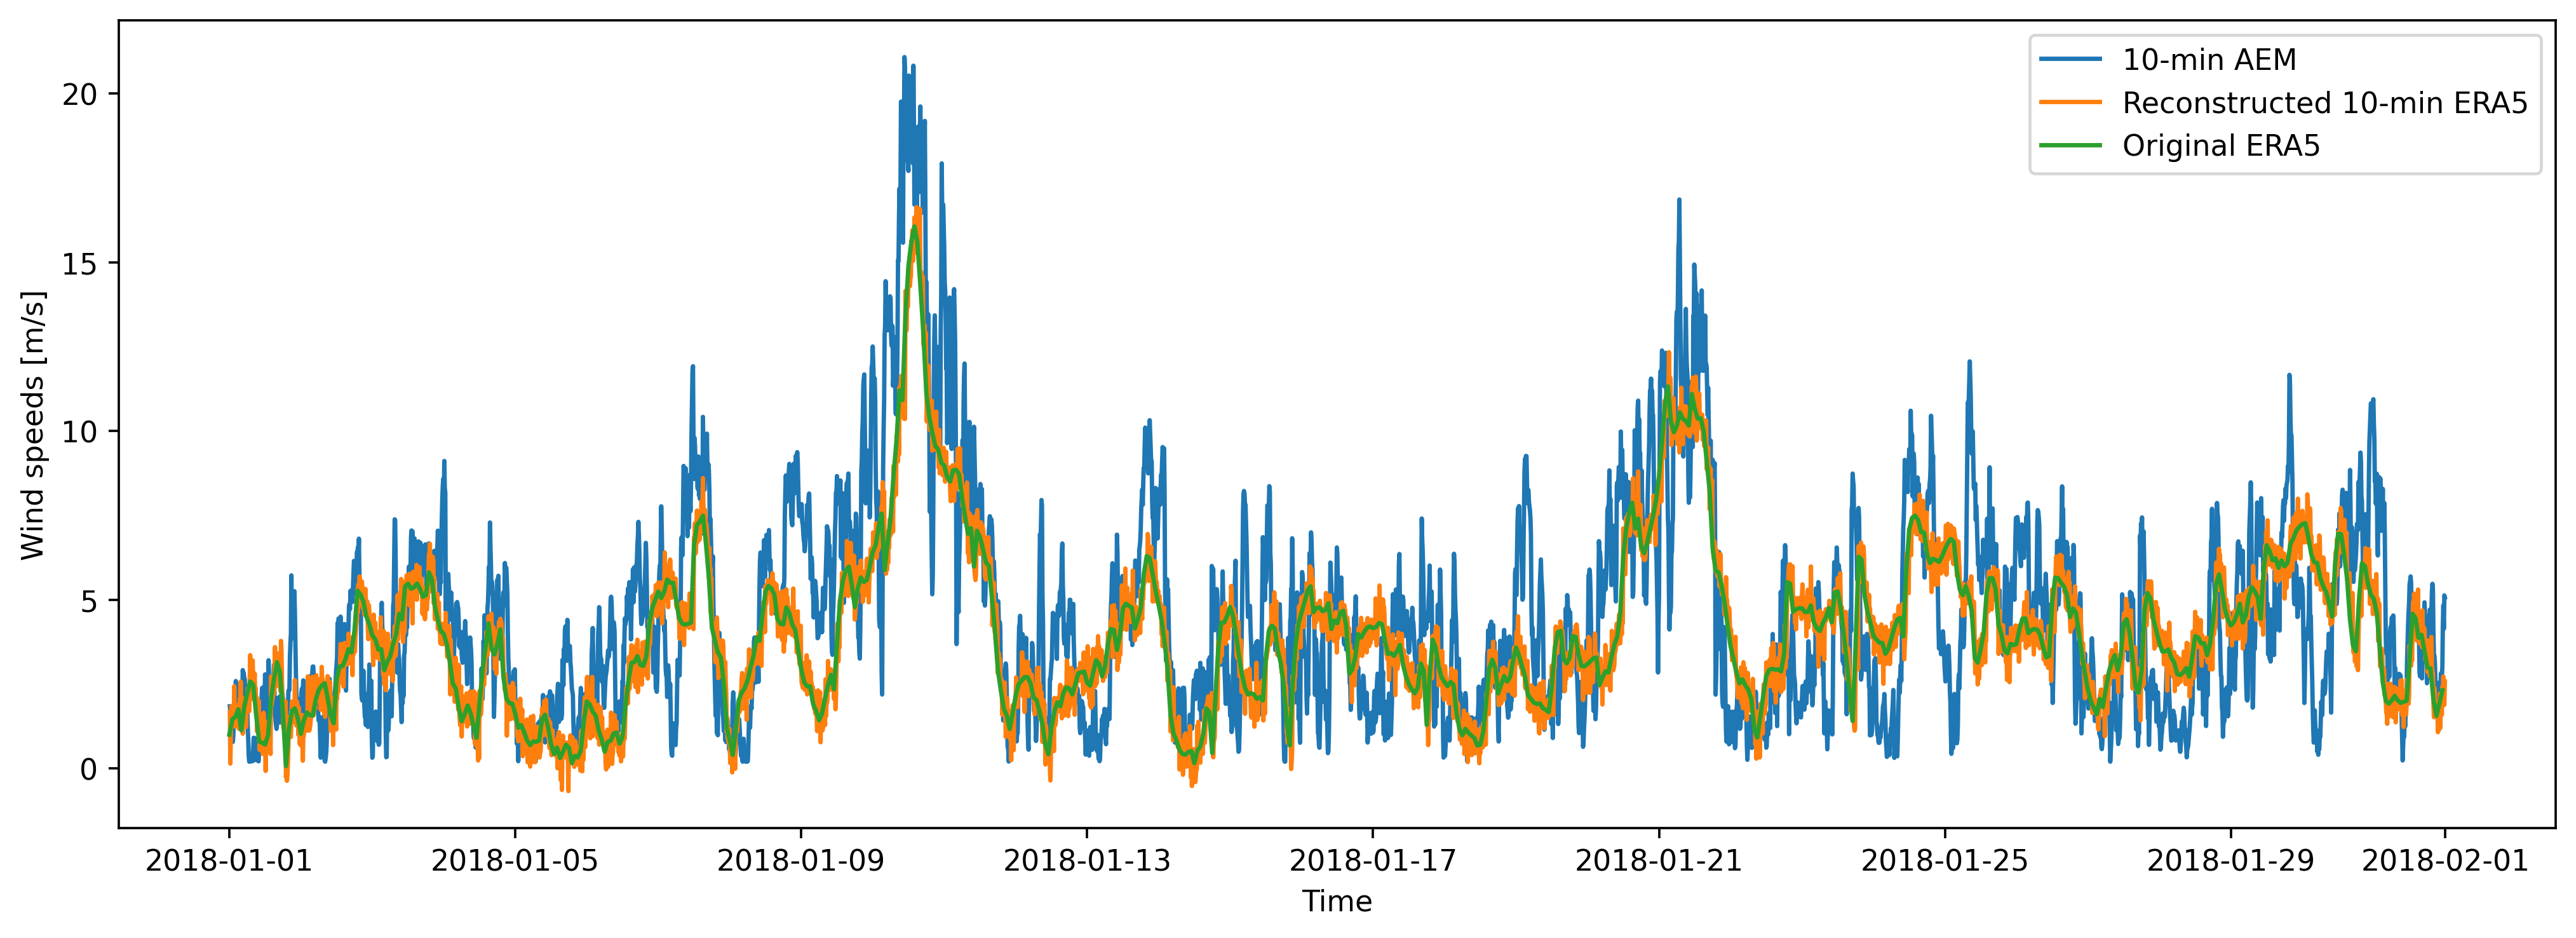 10-min AEM
Reconstructed 10-min ERA5
Original ERA5
Wind speeds [m/s]
20
15
10
5
0
2018-01-01 2018-01-05 2018-01-09 2018-01-13 2018-01-17 2018-01-21 2018-01-25 2018-01-29 2018-02-01
Time